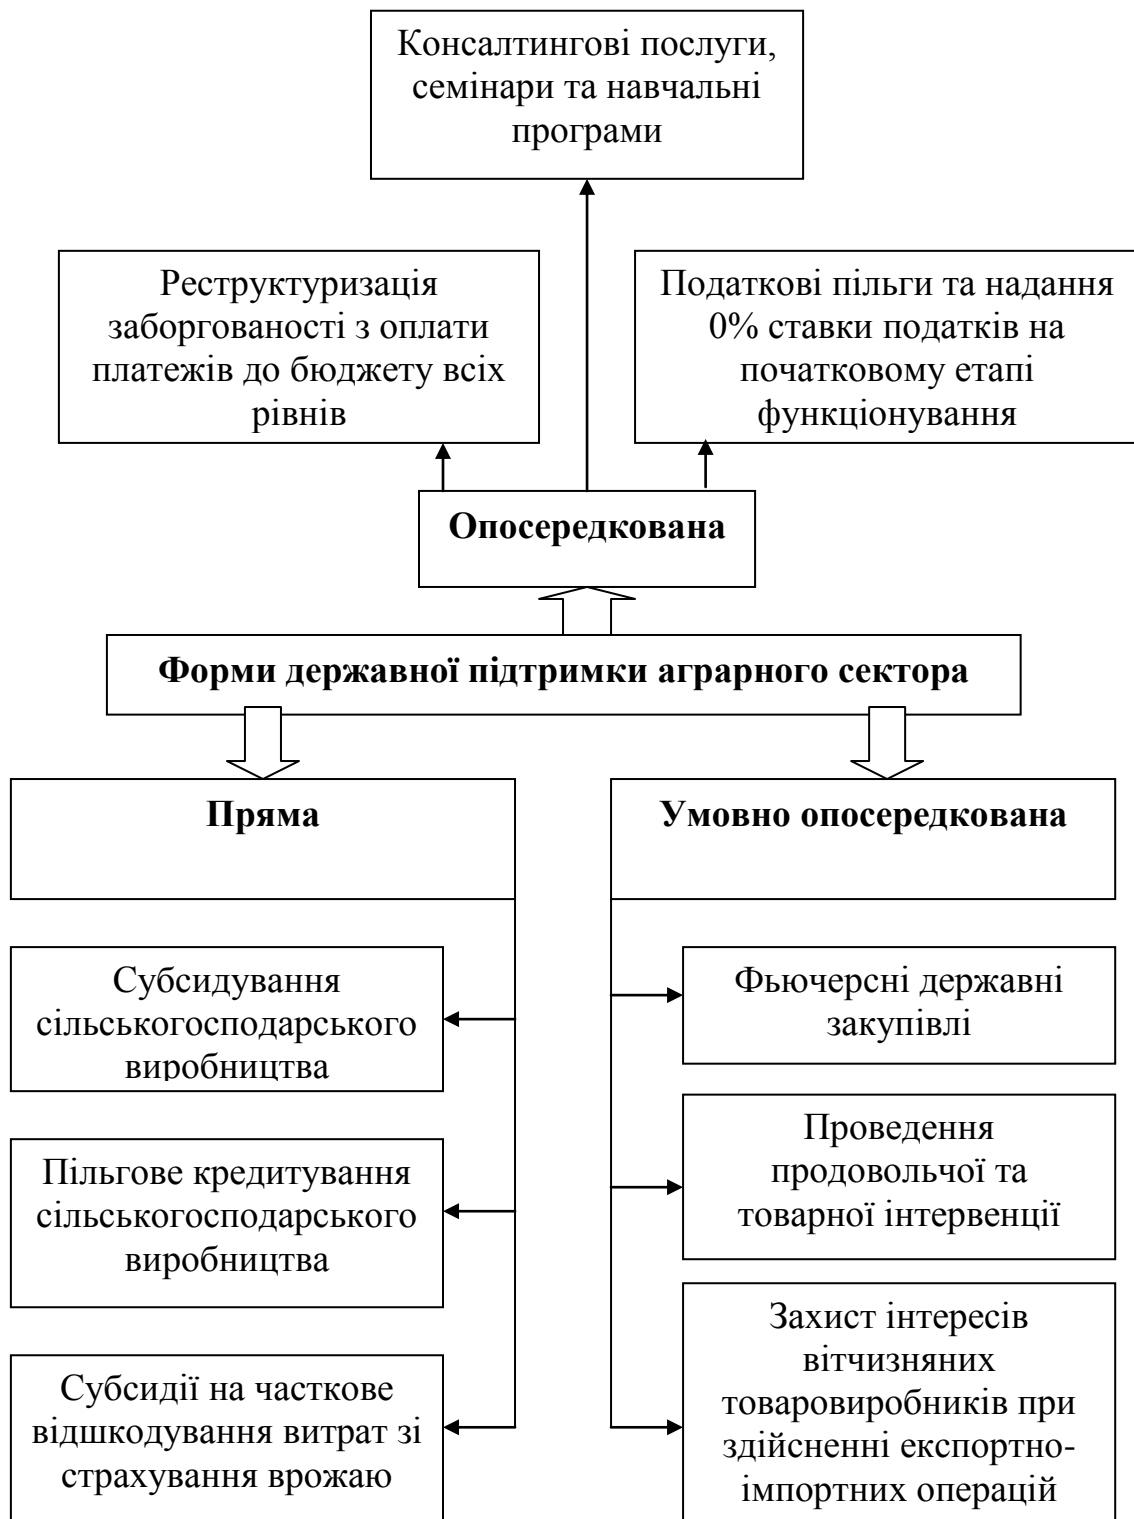 Консалтингові послуги,
семінари та навчальні
програми
Реструктуризація
заборгованості з оплати
платежів до бюджету всіх
рівнів
Податкові пільги та надання
0% ставки податків на
початковому етапі
функціонування
Опосередкована
Форми державної підтримки аграрного сектора
Пряма
Умовно опосередкована
Субсидування
сільськогосподарського
виробництва
Пільгове кредитування
сільськогосподарського
виробництва
Субсидії на часткове
відшкодування витрат зі
страхування врожаю
Фьючерсні державні
закупівлі
Проведення
продовольчої та
товарної інтервенції
Захист інтересів
вітчизняних
товаровиробників при
здійсненні експортно-
імпортних операцій